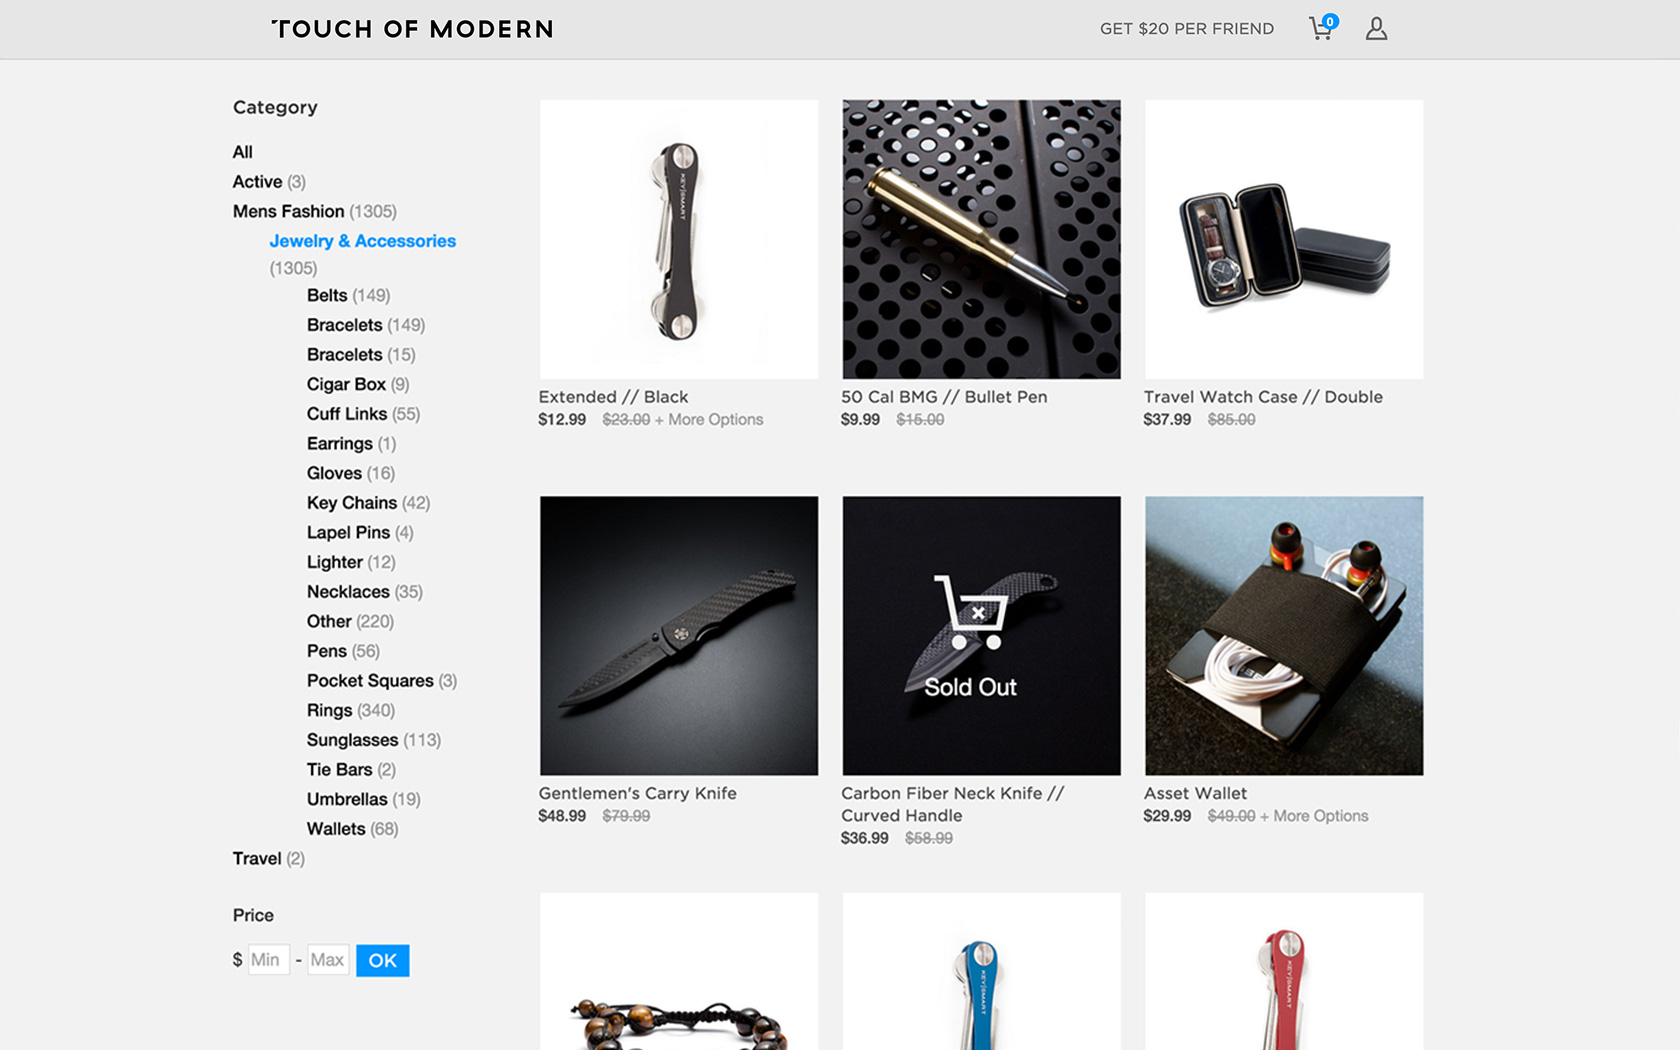 TOUCH OF MODERN
GET $20 PER FRIEND
0
Category
All
Active (3)
Mens Fashion (1305)
Jewelry & Accessories
(1305)
Belts (149)
Bracelets (149)
Bracelets (15)
Cigar Box (9)
Cuff Links (55)
Earrings (1)
Gloves (16)
Key Chains (42)
Lapel Pins (4)
Lighter (12)
Necklaces (35)
Other (220)
Pens (56)
Pocket Squares (3)
Rings (340)
Sunglasses (113)
Tie Bars (2)
Umbrellas (19)
Wallets (68)
Travel (2)
Price
$ Min - Max OK
KEYSMART
Extended // Black
$12.99 $23.00 + More Options
50 Cal BMG // Bullet Pen
$9.99 $15.00
Travel Watch Case // Double
$37.99 $85.00
Gentlemen's Carry Knife
$48.99 $79.99
Sold Out
Carbon Fiber Neck Knife //
Curved Handle
$36.99 $58.99
Asset Wallet
$29.99 $49.00 + More Options
KEYSMART
KEYSMART